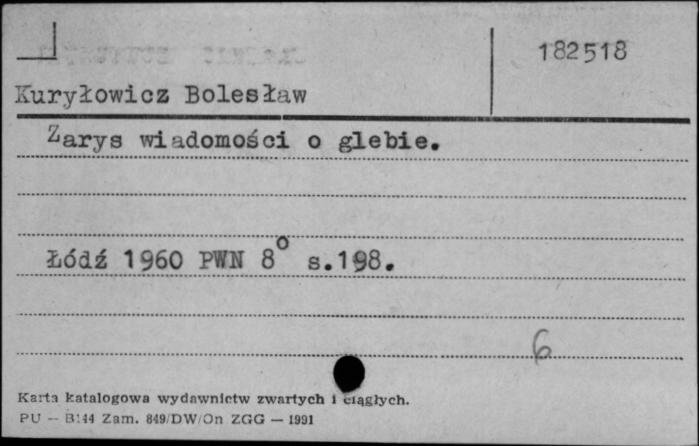 182518
Kuryłowicz Bolesław
Zarys wiadomości o glebie.
Łódź 1960 PWN 8° s.198.
6
Karta katalogowa wydawnictw zwartych i ciągłych.
PU — B144 Zam. 849/DW/On ZGG — 1991